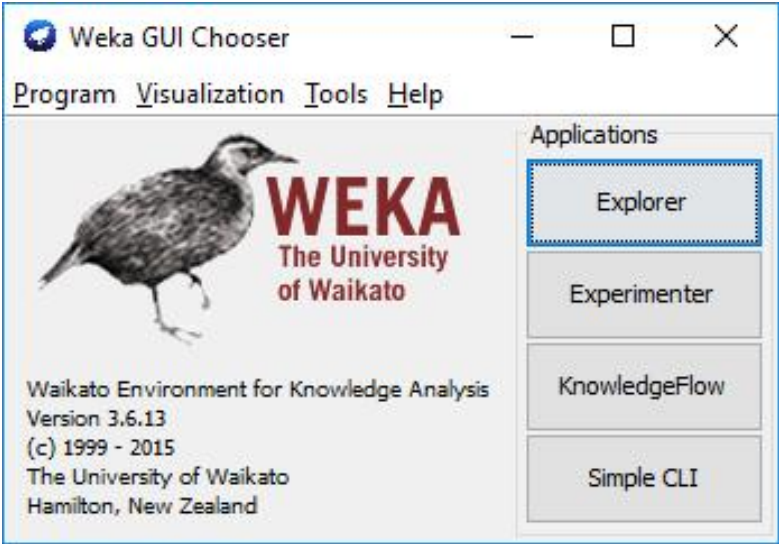 Weka GUI Chooser
Program Visualization Tools Help
WEKA
The University
of Waikato
Waikato Environment for Knowledge Analysis
Version 3.6.13
(c) 1999 - 2015
The University of Waikato
Hamilton, New Zealand
Applications
Explorer
Experimenter
KnowledgeFlow
Simple CLI